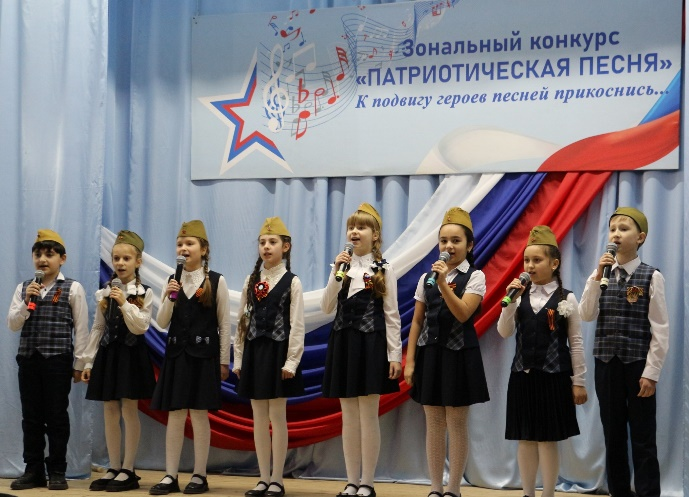 Зональный конкурс
«ПАТРИОТИЧЕСКАЯ ПЕСНЯ»
К подвигу героев песней прикоснись...